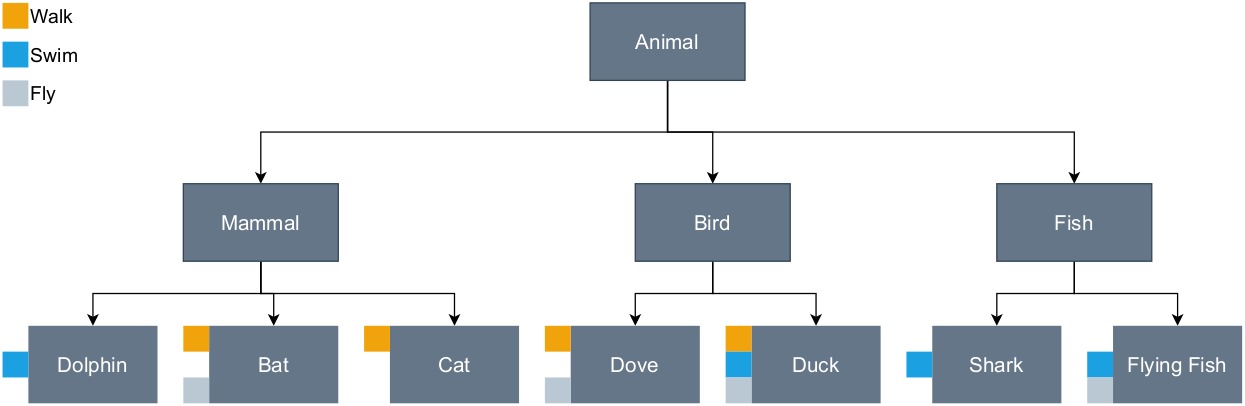 Walk
Swim
Fly
Animal
Mammal
Bird
Fish
Dolphin
Bat
Cat
Dove
Duck
Shark
Flying Fish